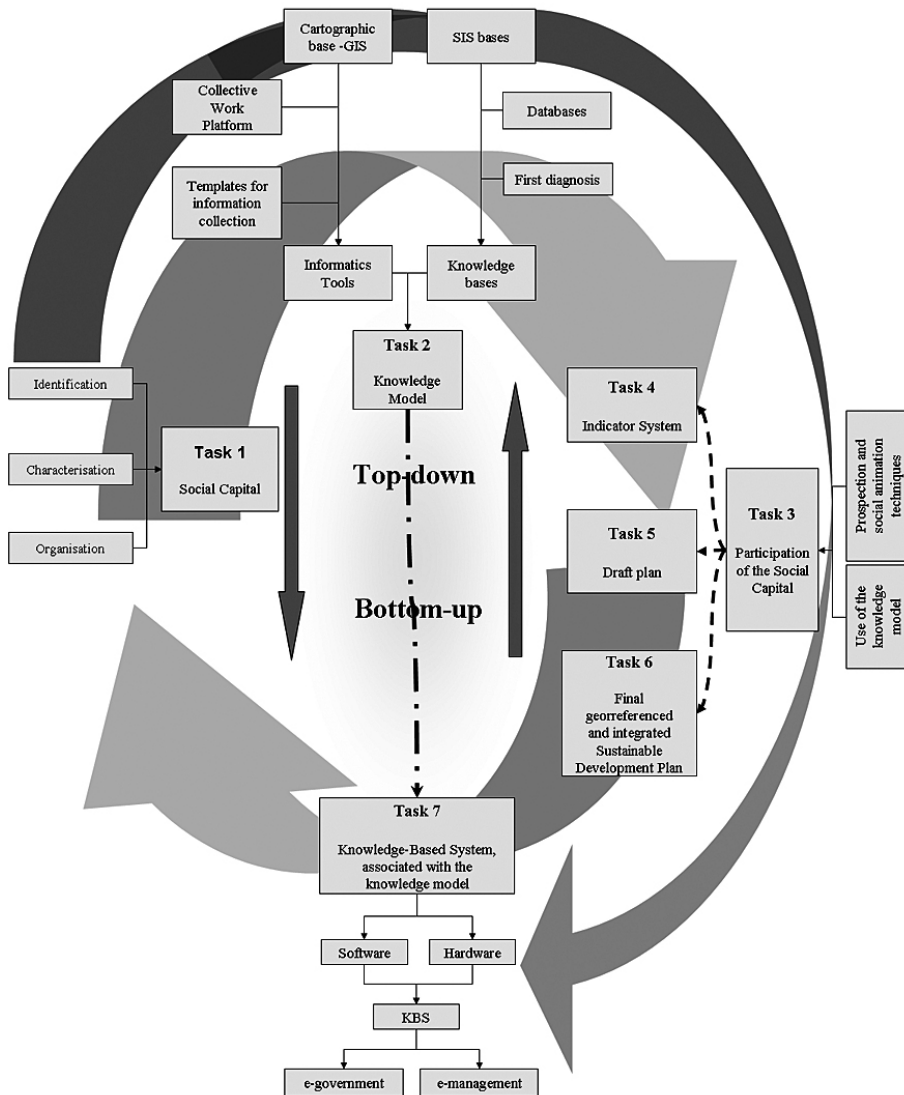 Cartographic
base -GIS
SIS bases
Collective
Work
Platform
Databases
Templates for
information
collection
First diagnosis
Informatics
Tools
Knowledge
bases
Task 2
Knowledge
Model
Identification
Characterisation
Organisation
Task 1
Social Capital
Top-down
Bottom-up
Task 4
Indicator System
Task 5
Draft plan
Task 6
Final
georreferenced
and integrated
Sustainable
Development Plan
Task 3
Participation
of the Social
Capital
Prospection and
social animation
techniques
Use of the
knowledge
model
Task 7
Knowledge-Based System,
associated with the
knowledge model
Software
Hardware
KBS
e-government
e-management